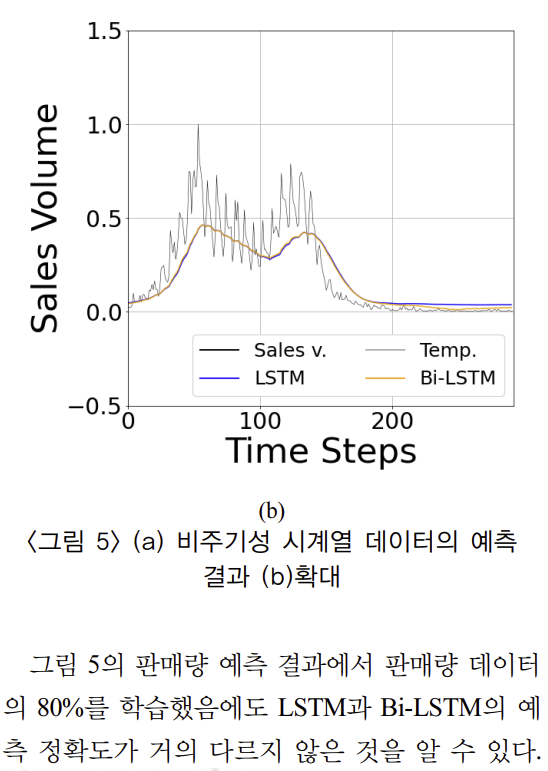 1.5
1.0
0.5
0.0
−0.5
Sales Volume
Sales v.
Temp.
LSTM
Bi-LSTM
0
100
200
Time Steps
(b)
<그림 5> (a) 비주기성 시계열 데이터의 예측
결과 (b)확대
그림 5의 판매량 예측 결과에서 판매량 데이터
의 80%를 학습했음에도 LSTM과 Bi-LSTM의 예
측 정확도가 거의 다르지 않은 것을 알 수 있다.